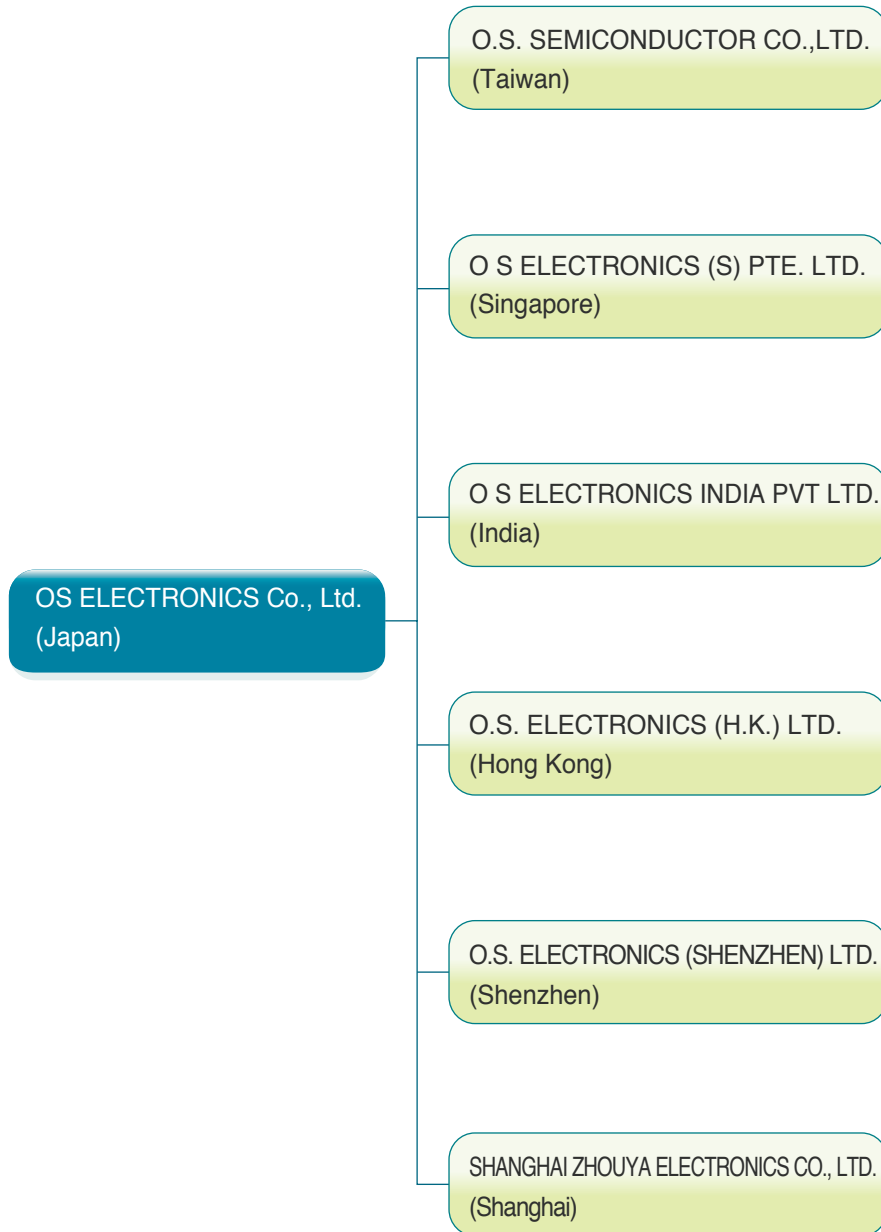 O.S. SEMICONDUCTOR CO.,LTD.
(Taiwan)
O S ELECTRONICS (S) PTE. LTD.
(Singapore)
O S ELECTRONICS INDIA PVT LTD.
(India)
OS ELECTRONICS Co., Ltd.
(Japan)
O.S. ELECTRONICS (H.K.) LTD.
(Hong Kong)
O.S. ELECTRONICS (SHENZHEN) LTD.
(Shenzhen)
SHANGHAI ZHOUYA ELECTRONICS CO., LTD.
(Shanghai)